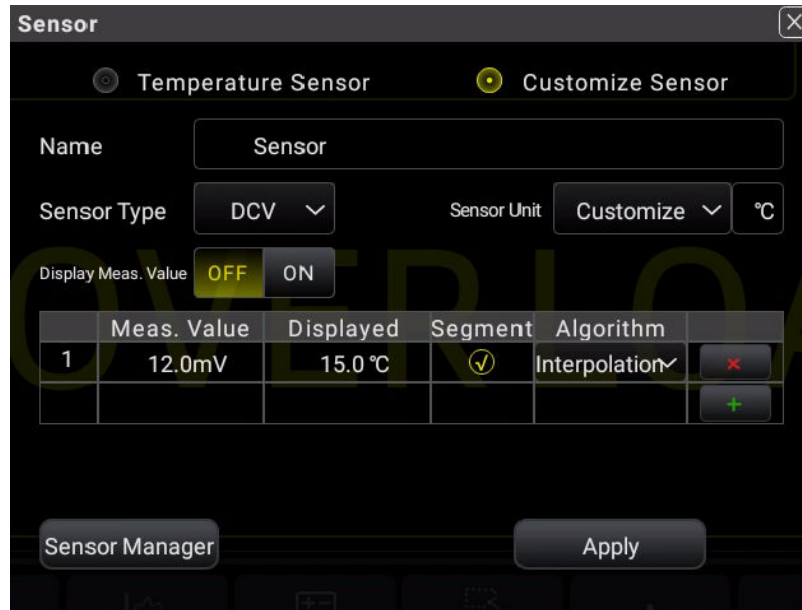 Sensor
Temperature Sensor Customize Sensor
Name Sensor
Sensor Type DCV Sensor Unit Customize ℃
Display Meas. Value OFF ON
OVERLOA
Meas. Value Displayed Segment Algorithm
1 12.0mV 15.0℃ √ Interpolation ×
+
Sensor Manager Apply